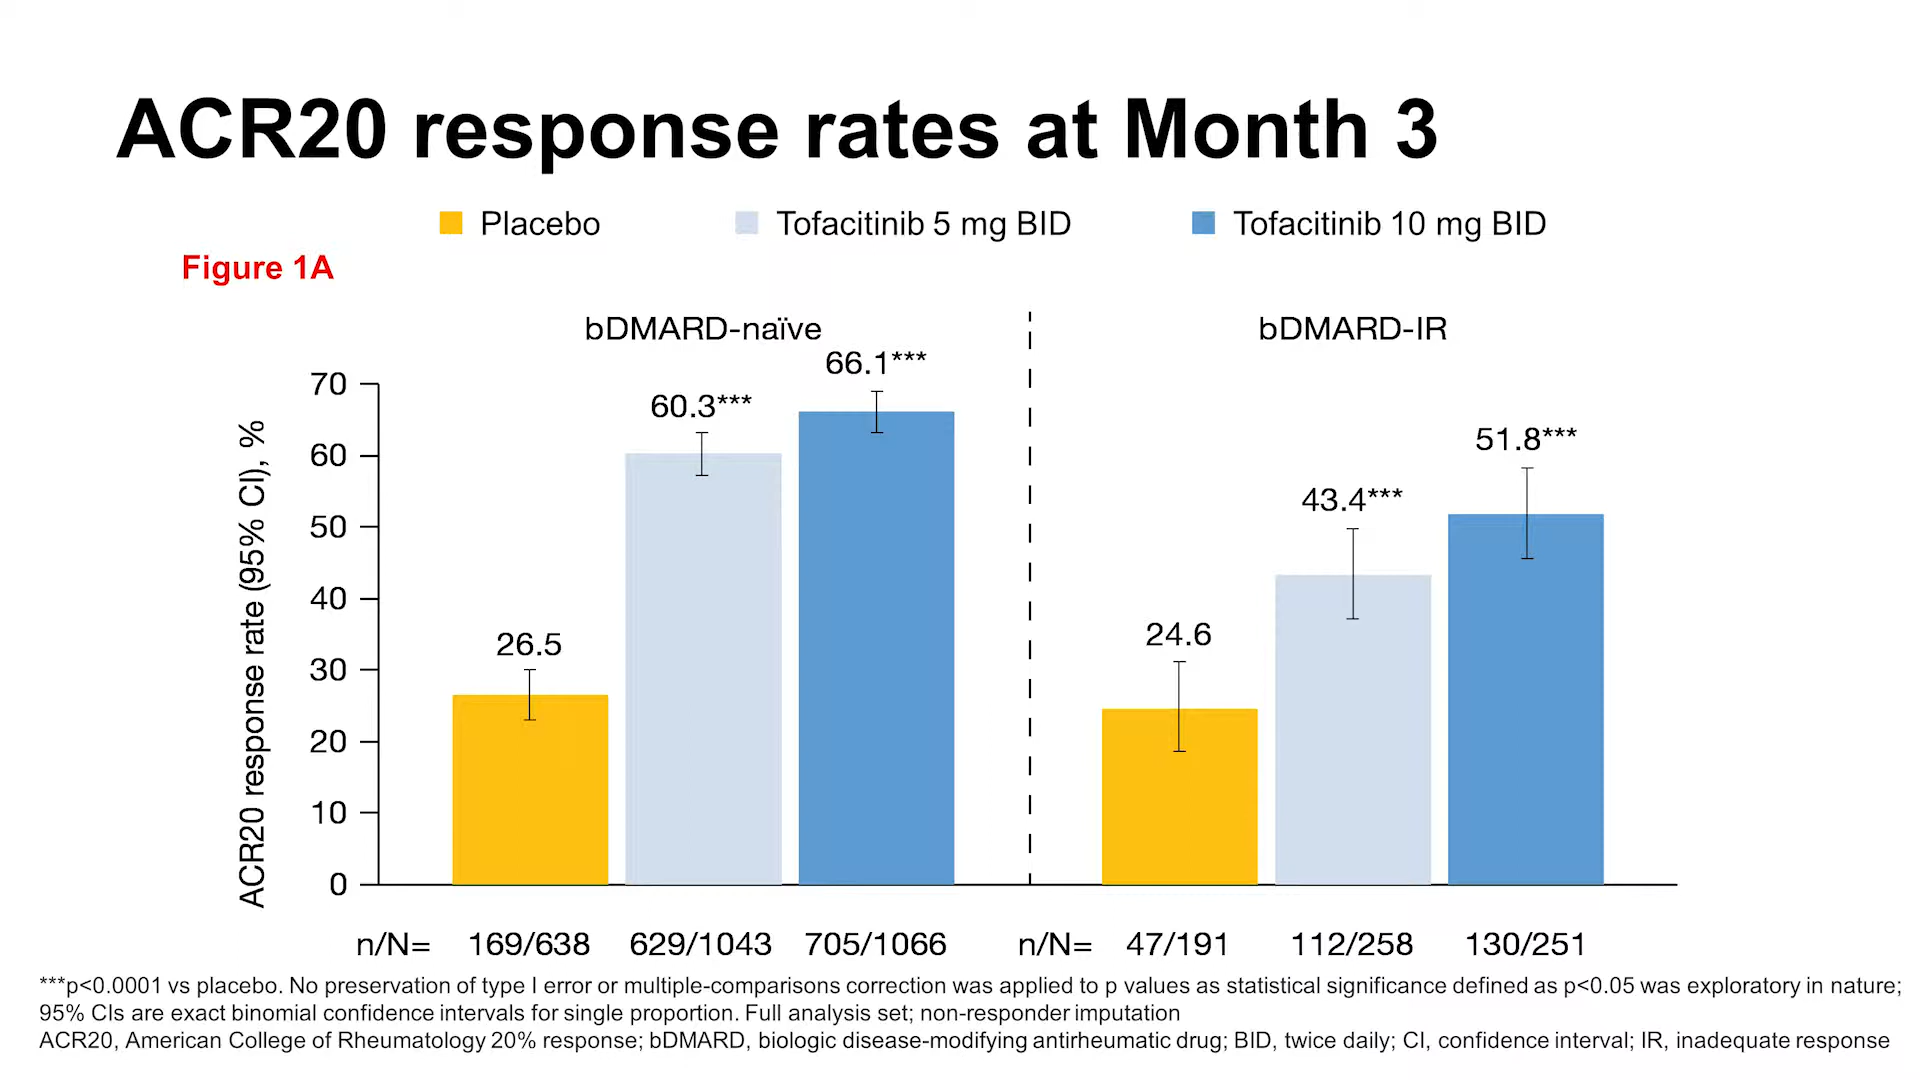 ACR20 response rates at Month 3
Placebo
Tofacitinib 5 mg BID
Tofacitinib 10 mg BID
Figure 1A
bDMARD-naïve
bDMARD-IR
ACR20 response rate (95% CI), %
70
60
50
40
30
20
10
0
26.5
60.3***
66.1***
24.6
43.4***
51.8***
n/N= 169/638 629/1043 705/1066
n/N= 47/191 112/258 130/251
***p<0.0001 vs placebo. No preservation of type I error or multiple-comparisons correction was applied to p values as statistical significance defined as p<0.05 was exploratory in nature;
95% CIs are exact binomial confidence intervals for single proportion. Full analysis set; non-responder imputation
ACR20, American College of Rheumatology 20% response; bDMARD, biologic disease-modifying antirheumatic drug; BID, twice daily; CI, confidence interval; IR, inadequate response